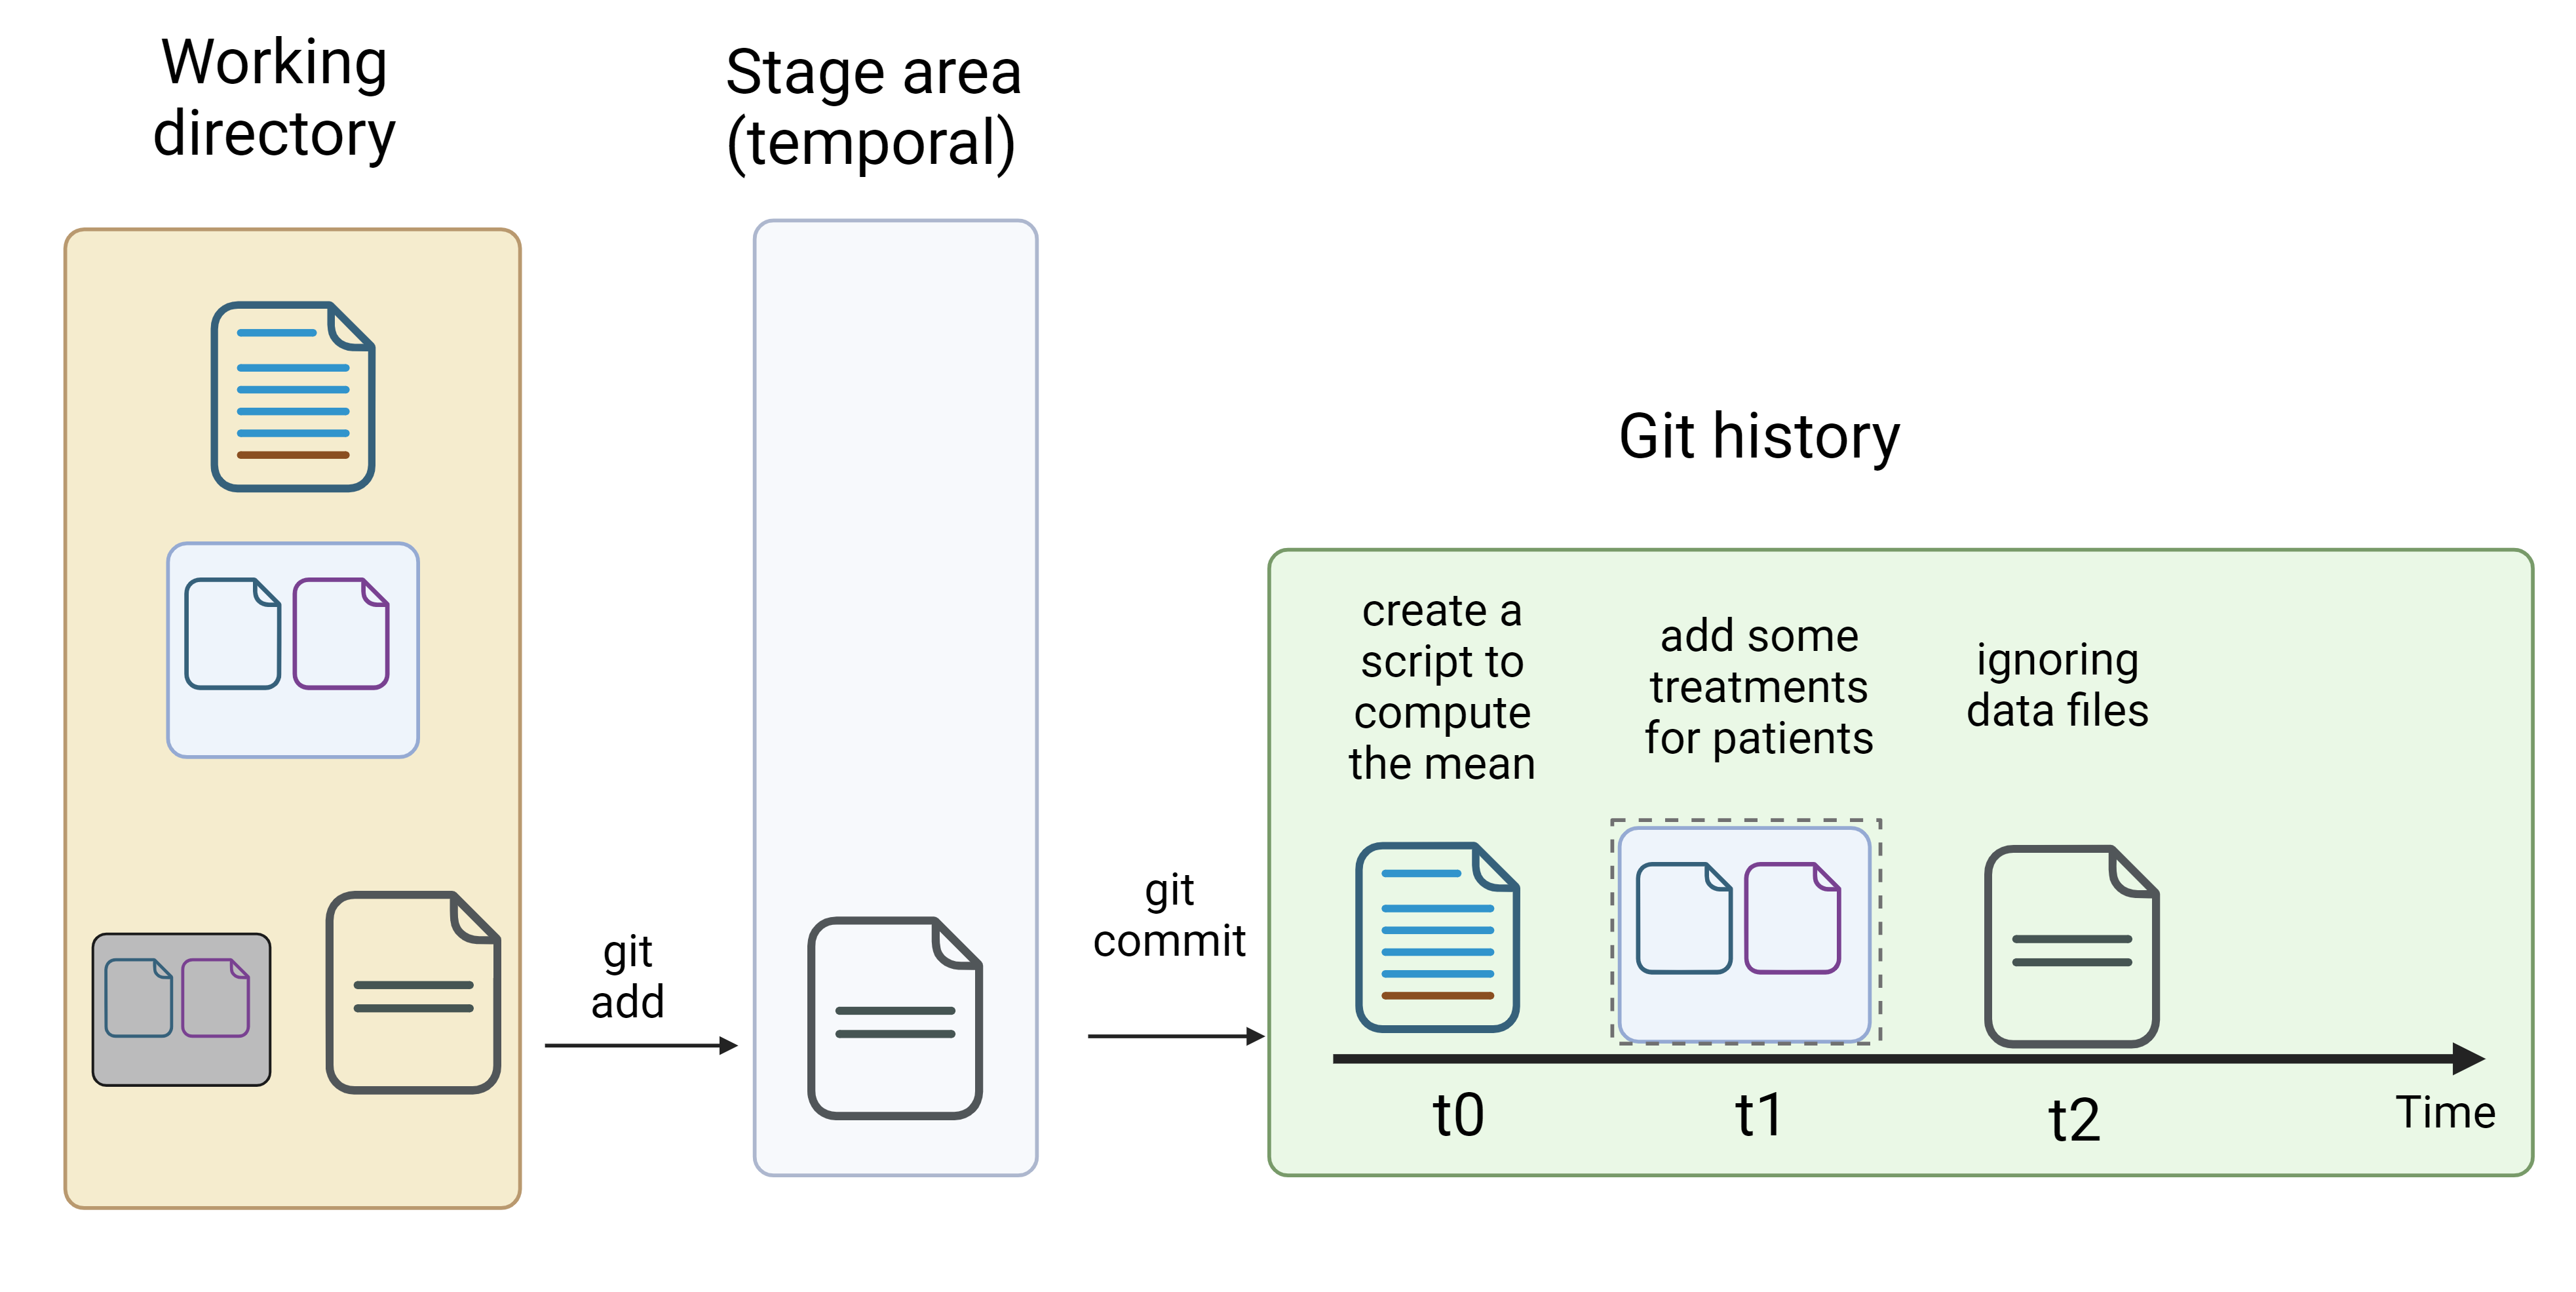 Working
directory
Stage area
(temporal)
git
add
git
commit
Git history
create a
script to
compute
the mean
add some
treatments
for patients
ignoring
data files
t0
t1
t2
Time